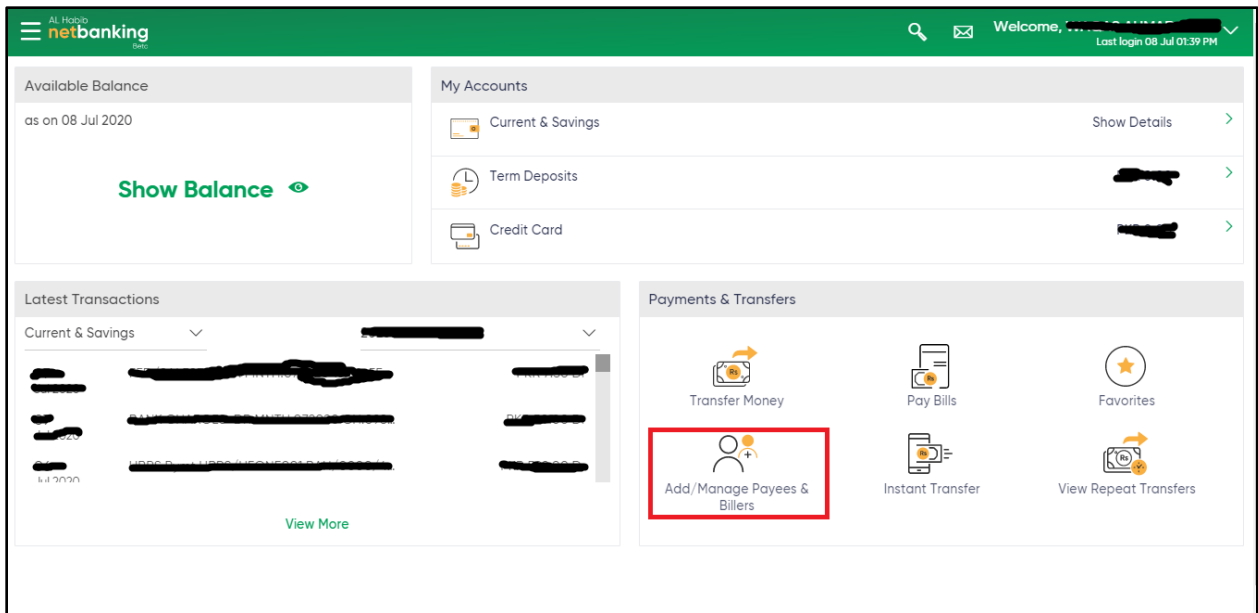 AL Habib
netbanking
Beta
Welcome,
Last login 08 Jul 01:39 PM
Available Balance
as on 08 Jul 2020
Show Balance
My Accounts
Current & Savings
Show Details
Term Deposits
Credit Card
Latest Transactions
Current & Savings
Jul 2020
View More
Payments & Transfers
Transfer Money
Pay Bills
Favorites
Add/Manage Payees &
Billers
Instant Transfer
View Repeat Transfers